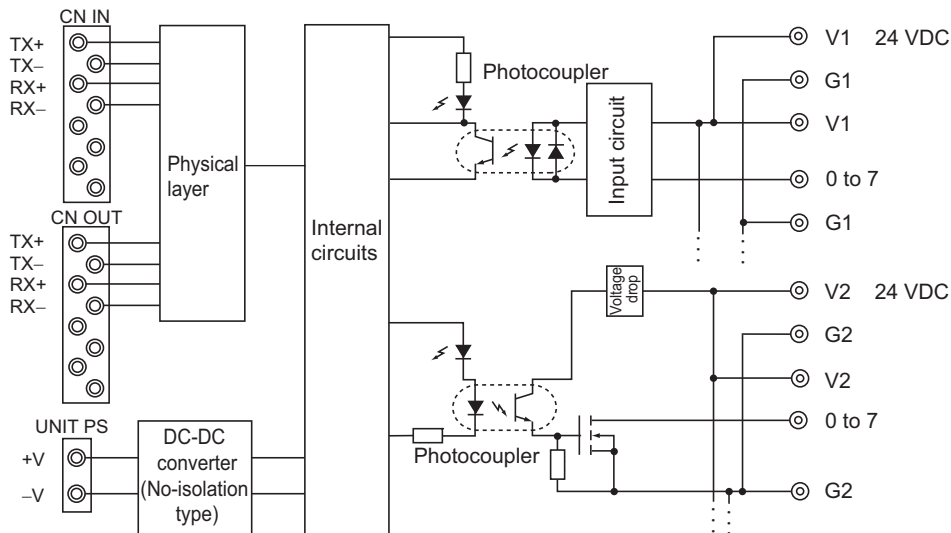 CN IN
TX+
TX–
RX+
RX–
Physical
layer
CN OUT
TX+
TX–
RX+
RX–
UNIT PS
+V
–V
DC-DC
converter
(No-isolation
type)
Internal
circuits
Photocoupler
Input circuit
V1 24 VDC
G1
V1
0 to 7
G1
Voltage
drop
Photocoupler
V2 24 VDC
G2
V2
0 to 7
G2